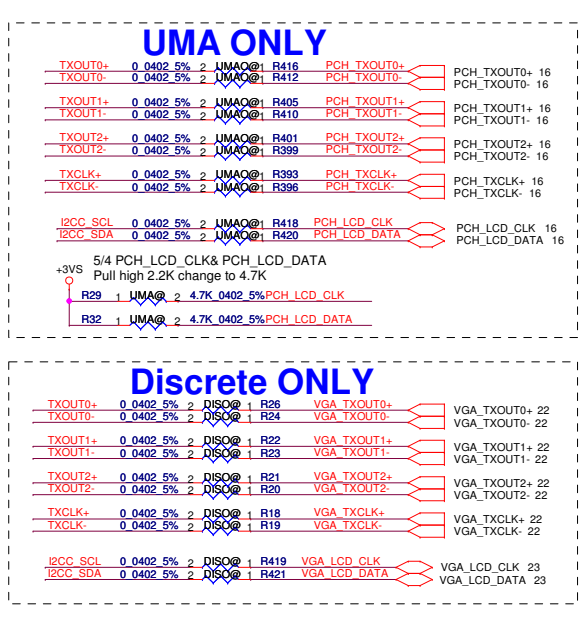 UMA ONLY
TXOUT0+ 0_0402_5% 2 UMAO@ 1 R416 PCH_TXOUT0+ PCH_TXOUT0+ 16
TXOUT0- 0_0402_5% 2 UMAO@ 1 R412 PCH_TXOUT0- PCH_TXOUT0- 16
TXOUT1+ 0_0402_5% 2 UMAO@ 1 R405 PCH_TXOUT1+ PCH_TXOUT1+ 16
TXOUT1- 0_0402_5% 2 UMAO@ 1 R410 PCH_TXOUT1- PCH_TXOUT1- 16
TXOUT2+ 0_0402_5% 2 UMAO@ 1 R401 PCH_TXOUT2+ PCH_TXOUT2+ 16
TXOUT2- 0_0402_5% 2 UMAO@ 1 R399 PCH_TXOUT2- PCH_TXOUT2- 16
TXCLK+ 0_0402_5% 2 UMAO@ 1 R393 PCH_TXCLK+ PCH_TXCLK+ 16
TXCLK- 0_0402_5% 2 UMAO@ 1 R396 PCH_TXCLK- PCH_TXCLK- 16
I2CC_SCL 0_0402_5% 2 UMAO@ 1 R418 PCH_LCD_CLK PCH_LCD_CLK 16
I2CC_SDA 0_0402_5% 2 UMAO@ 1 R420 PCH_LCD_DATA PCH_LCD_DATA 16
5/4 PCH_LCD_CLK& PCH_LCD_DATA
+3VS Pull high 2.2K change to 4.7K
R29 1 UMA@ 2 4.7K_0402_5% PCH_LCD_CLK
R32 1 UMA@ 2 4.7K_0402_5% PCH_LCD_DATA
Discrete ONLY
TXOUT0+ 0_0402_5% 2 DISO@ 1 R26 VGA_TXOUT0+ VGA_TXOUT0+ 22
TXOUT0- 0_0402_5% 2 DISO@ 1 R24 VGA_TXOUT0- VGA_TXOUT0- 22
TXOUT1+ 0_0402_5% 2 DISO@ 1 R22 VGA_TXOUT1+ VGA_TXOUT1+ 22
TXOUT1- 0_0402_5% 2 DISO@ 1 R23 VGA_TXOUT1- VGA_TXOUT1- 22
TXOUT2+ 0_0402_5% 2 DISO@ 1 R21 VGA_TXOUT2+ VGA_TXOUT2+ 22
TXOUT2- 0_0402_5% 2 DISO@ 1 R20 VGA_TXOUT2- VGA_TXOUT2- 22
TXCLK+ 0_0402_5% 2 DISO@ 1 R18 VGA_TXCLK+ VGA_TXCLK+ 22
TXCLK- 0_0402_5% 2 DISO@ 1 R19 VGA_TXCLK- VGA_TXCLK- 22
I2CC_SCL 0_0402_5% 2 DISO@ 1 R419 VGA_LCD_CLK VGA_LCD_CLK 23
I2CC_SDA 0_0402_5% 2 DISO@ 1 R421 VGA_LCD_DATA VGA_LCD_DATA 23